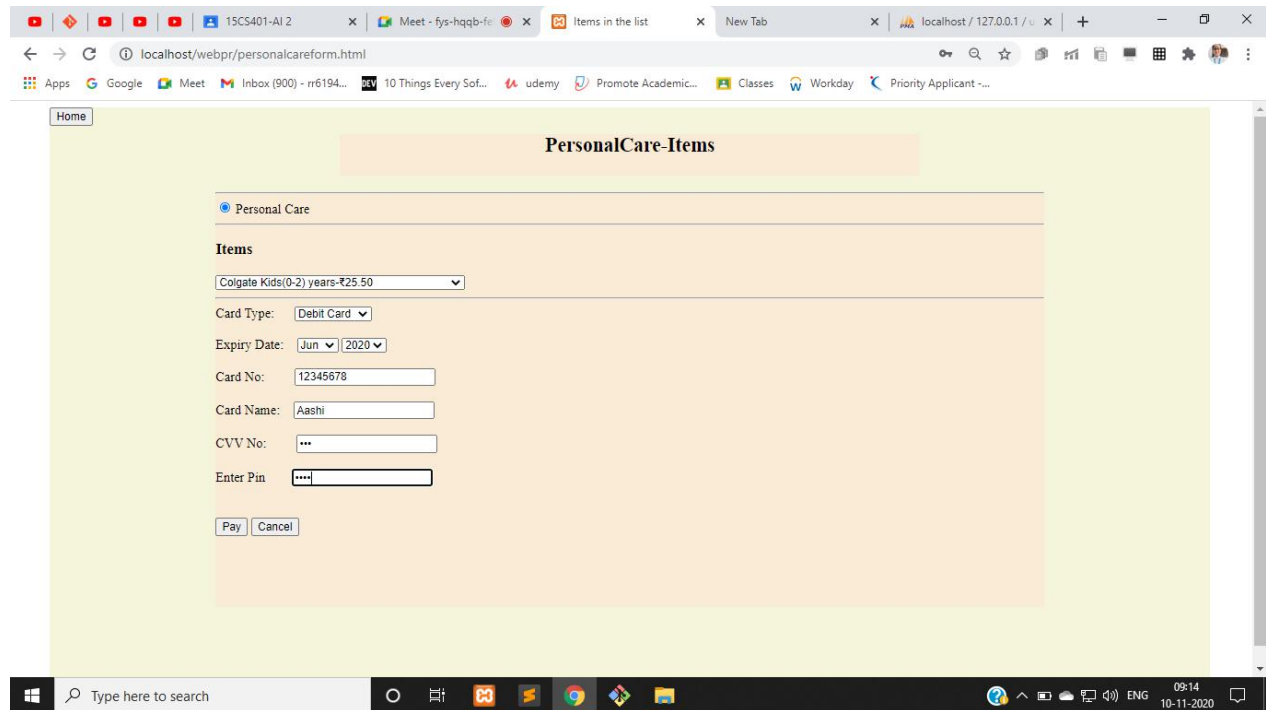 15CS401-AI 2
Meet - fys-hqqb-fe
Items in the list
New Tab
localhost / 127.0.0.1 /
localhost/webpr/personalcareform.html
Apps Google Meet Inbox (900) - rr6194... DEV 10 Things Every Sof... udemy Promote Academic... Classes Workday Priority Applicant -...
Home
PersonalCare-Items
Personal Care
Items
Colgate Kids(0-2) years-₹25.50
Card Type: Debit Card
Expiry Date: Jun 2020
Card No: 12345678
Card Name: Aashi
CVV No: •••
Enter Pin ••••
Pay Cancel
Type here to search
ENG
09:14
10-11-2020